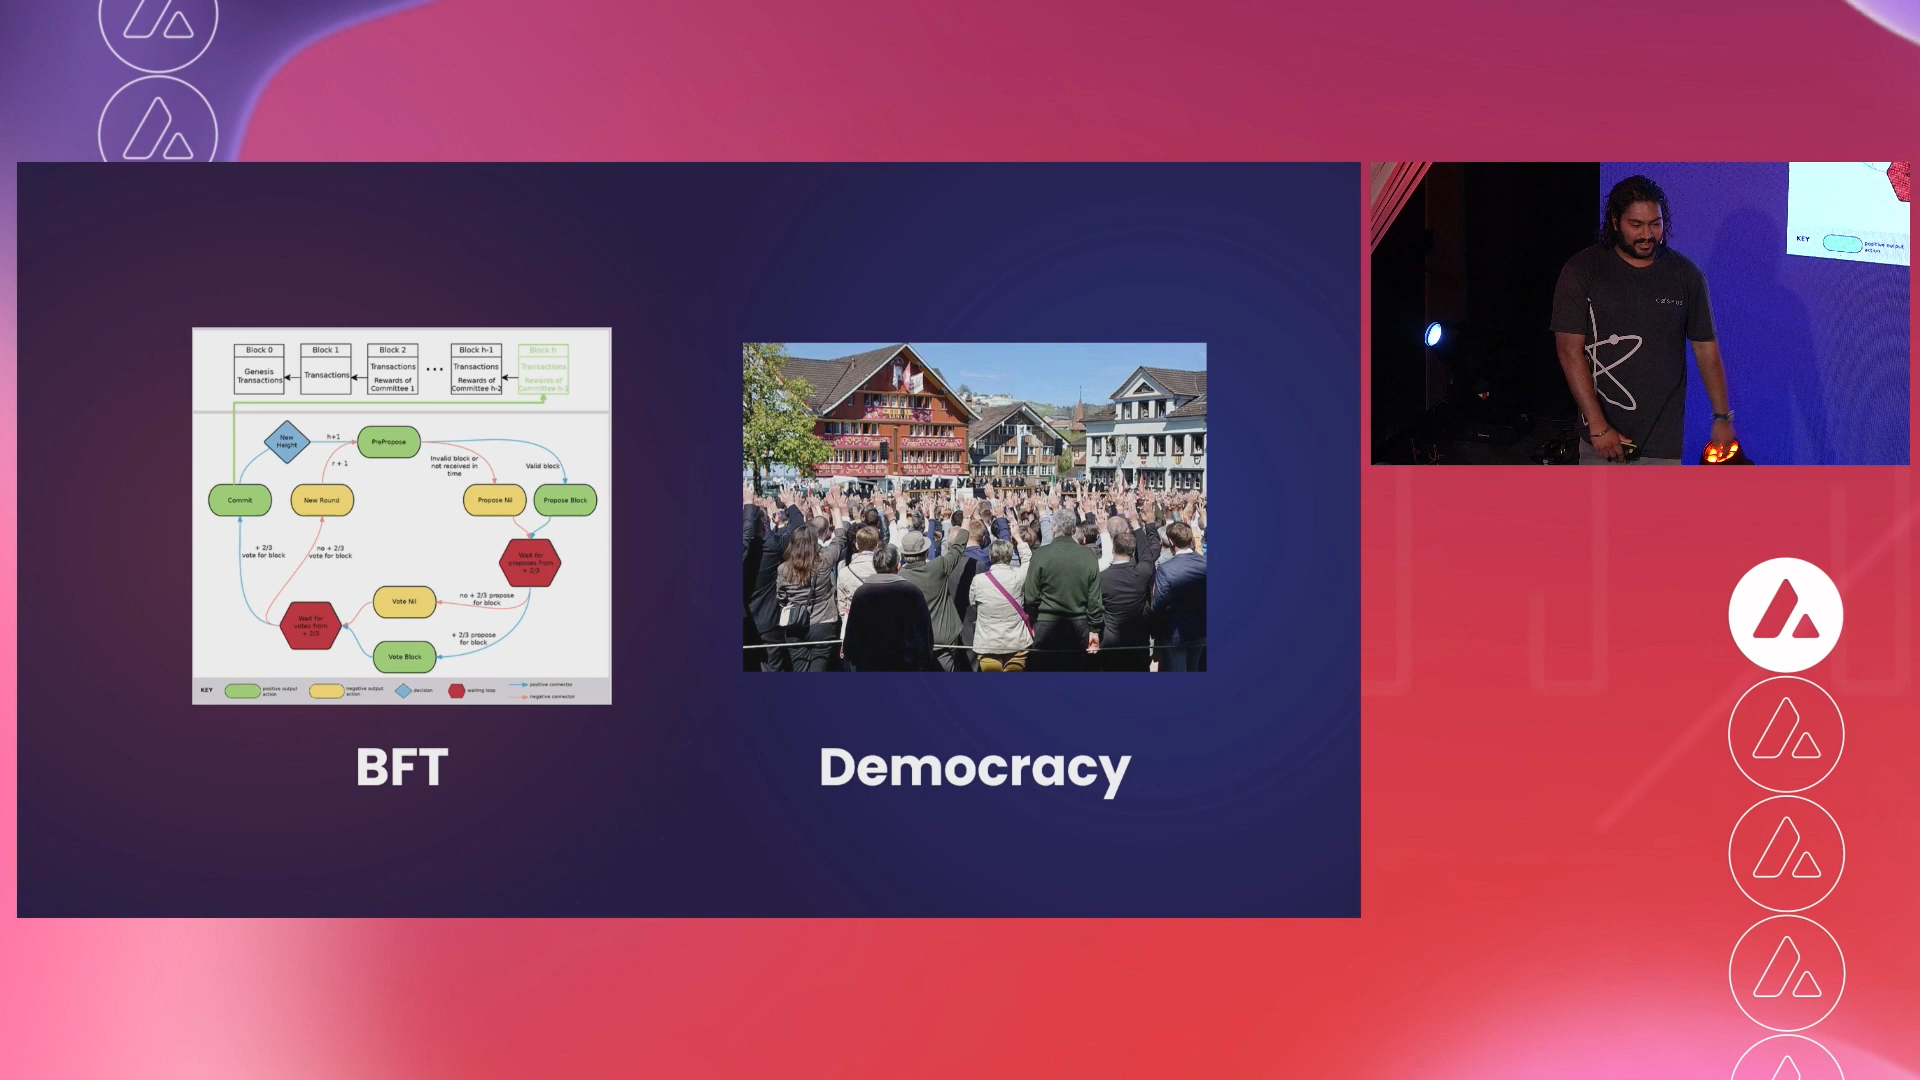 Block 0
Genesis
Transactions
Block 1
Transactions
Block 2
Transactions
Rewards of
Committee 1
...
Block h-1
Transactions
Rewards of
Committee h-2
Block h
Transactions
Rewards of
Committee h-1
New
Height
h+1
PrePropose
r + 1
Invalid block or
not received in
time
Valid block
Commit
New Round
Propose Nil
Propose Block
+ 2/3
vote for block
no + 2/3
vote for block
Wait for
proposes from
+ 2/3
Vote Nil
no + 2/3 propose
for block
Wait for
votes from
+ 2/3
+ 2/3 propose
for block
Vote Block
KEY
positive output
action
negative output
action
decision
waiting loop
positive connector
negative connector
BFT
Democracy
KEY
positive output
action
COSMOS